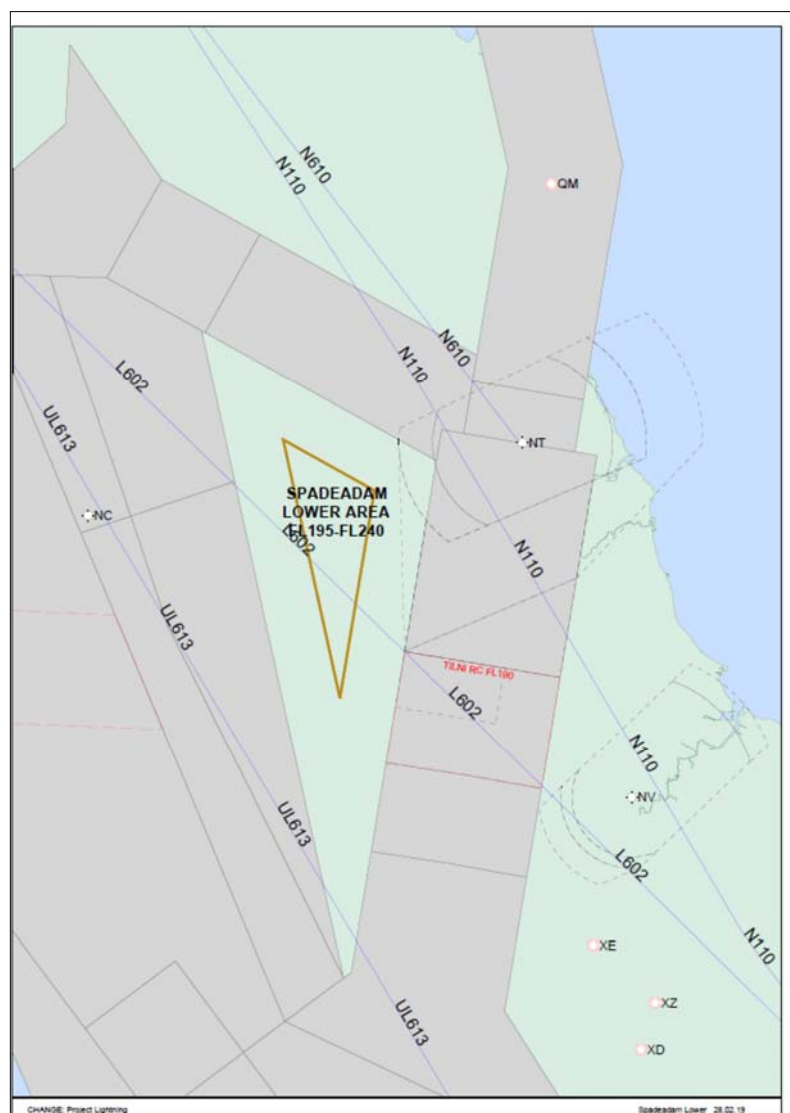 N610
N110
QM
N610
N110
L602
UL613
NT
SPADEADAM
LOWER AREA
FL195-FL240
L602
NC
N110
UL613
TILNI RC FL190
L602
N110
NV
UL613
L602
N110
XE
XZ
UL613
XD
CHANGE: Project Lightning
Spadeadam Lower 28.02.19